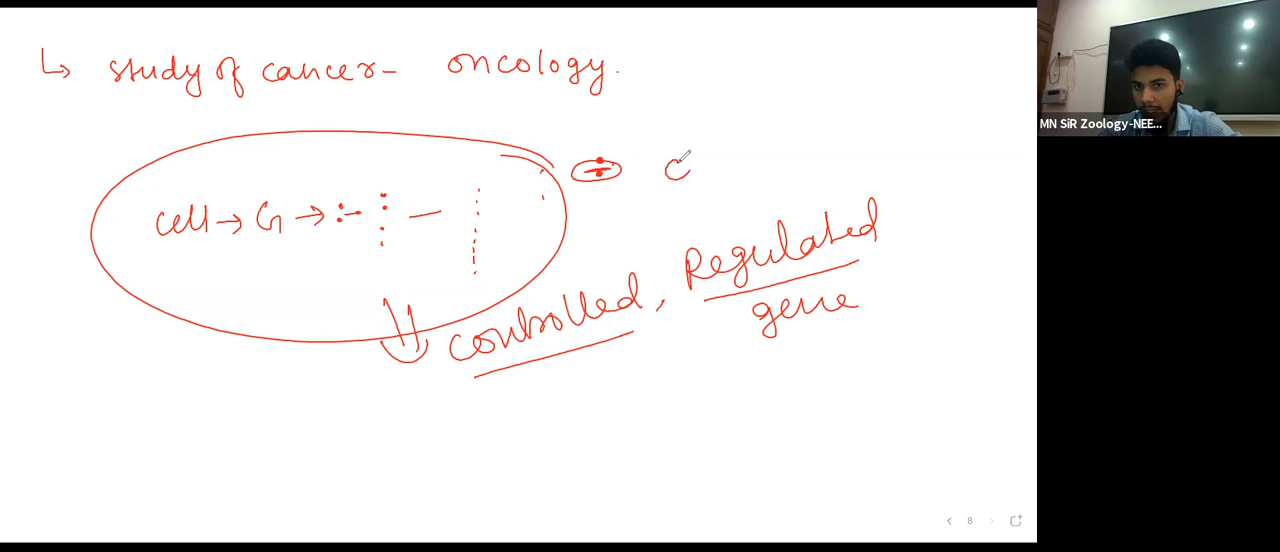 ↳ study of cancer - oncology.
÷ C
cell → G → :- ⋮ — ⋮
controlled, Regulated
gene
MN SiR Zoology-NEE...
8